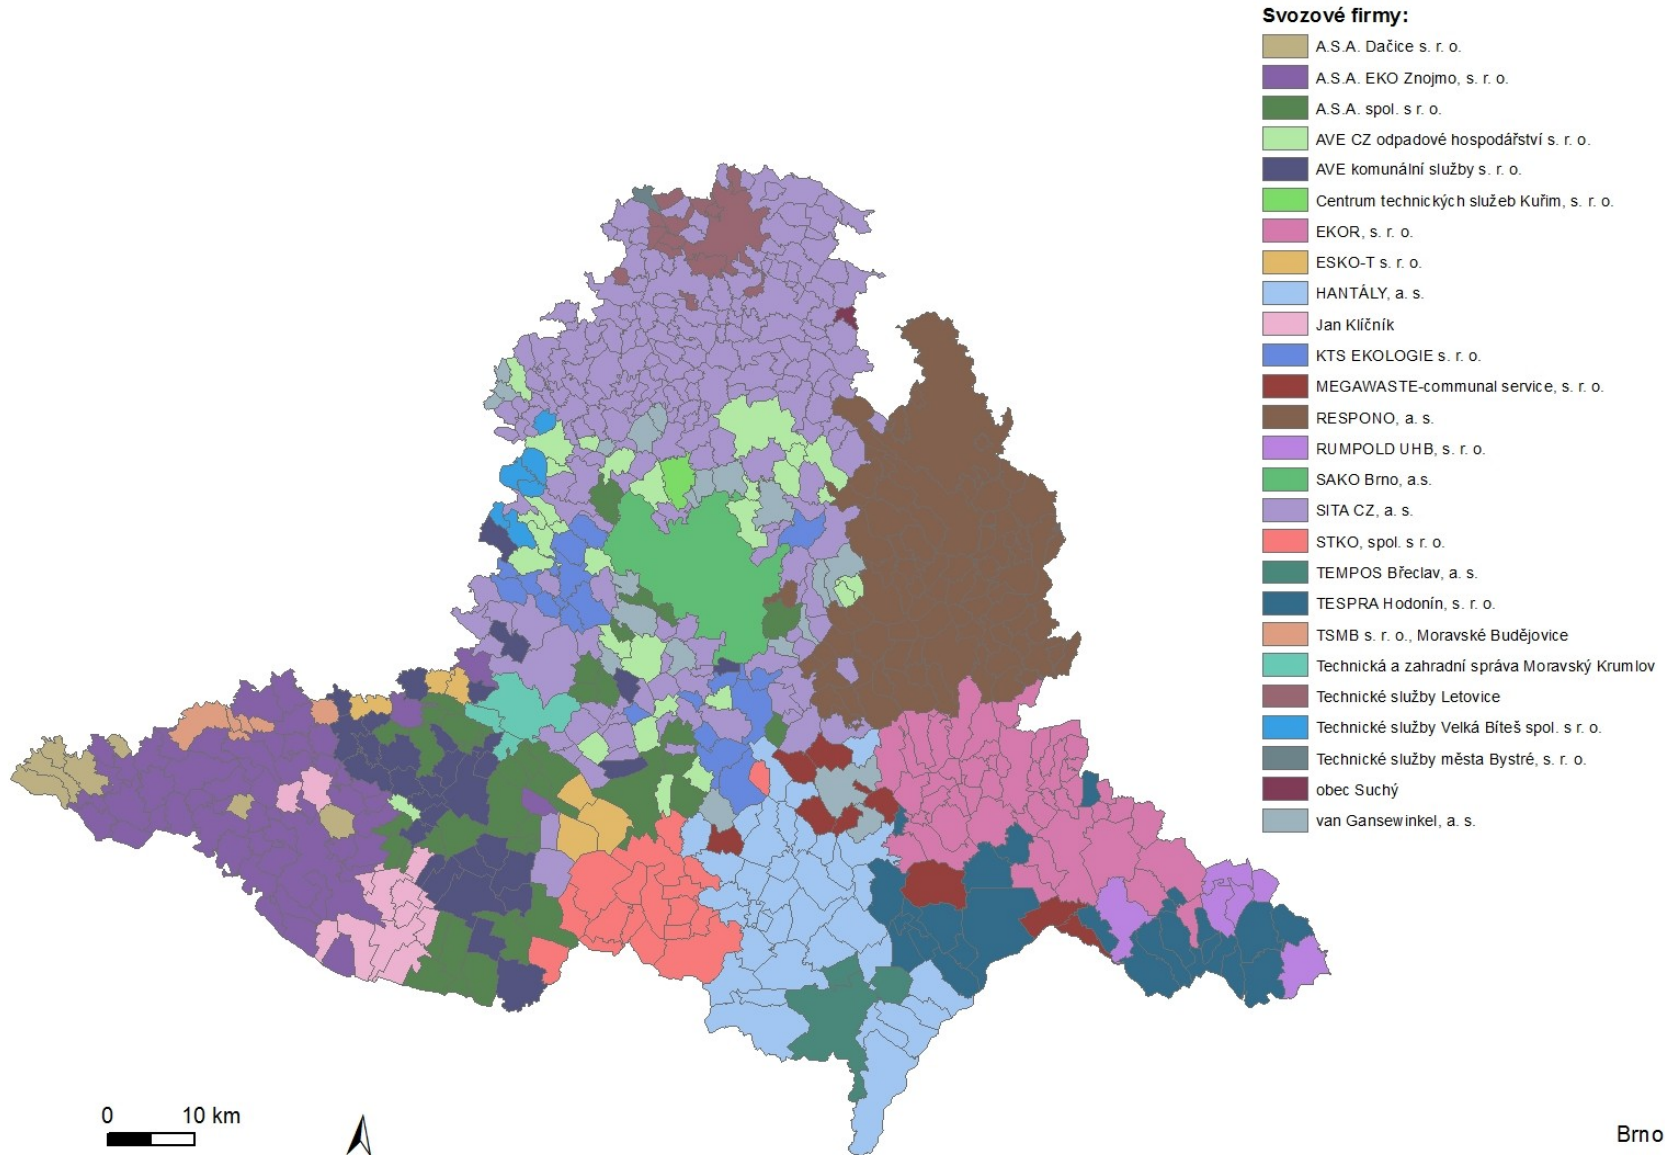 Svozové firmy:
A.S.A. Dačice s. r. o.
A.S.A. EKO Znojmo, s. r. o.
A.S.A. spol. s r. o.
AVE CZ odpadové hospodářství s. r. o.
AVE komunální služby s. r. o.
Centrum technických služeb Kuřim, s. r. o.
EKOR, s. r. o.
ESKO-T s. r. o.
HANTÁLY, a. s.
Jan Klíčník
KTS EKOLOGIE s. r. o.
MEGAWASTE-communal service, s. r. o.
RESPONO, a. s.
RUMPOLD UHB, s. r. o.
SAKO Brno, a.s.
SITA CZ, a. s.
STKO, spol. s r. o.
TEMPOS Břeclav, a. s.
TESPRA Hodonín, s. r. o.
TSMB s. r. o., Moravské Budějovice
Technická a zahradní správa Moravský Krumlov
Technické služby Letovice
Technické služby Velká Bíteš spol. s r. o.
Technické služby města Bystré, s. r. o.
obec Suchý
van Gansewinkel, a. s.
0 10 km
Brno